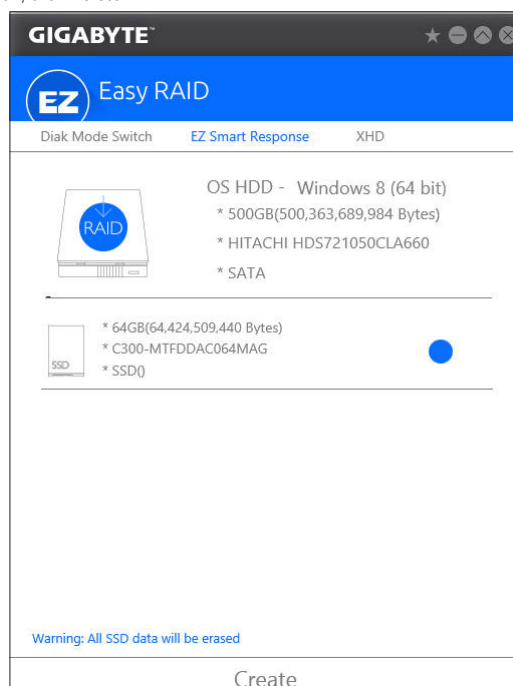 GIGABYTE™
EZ Easy RAID
Diak Mode Switch EZ Smart Response XHD
RAID
OS HDD - Windows 8 (64 bit)
* 500GB(500,363,689,984 Bytes)
* HITACHI HDS721050CLA660
* SATA
SSD
* 64GB(64,424,509,440 Bytes)
* C300-MTFDDAC064MAG
* SSD()
Warning: All SSD data will be erased
Create